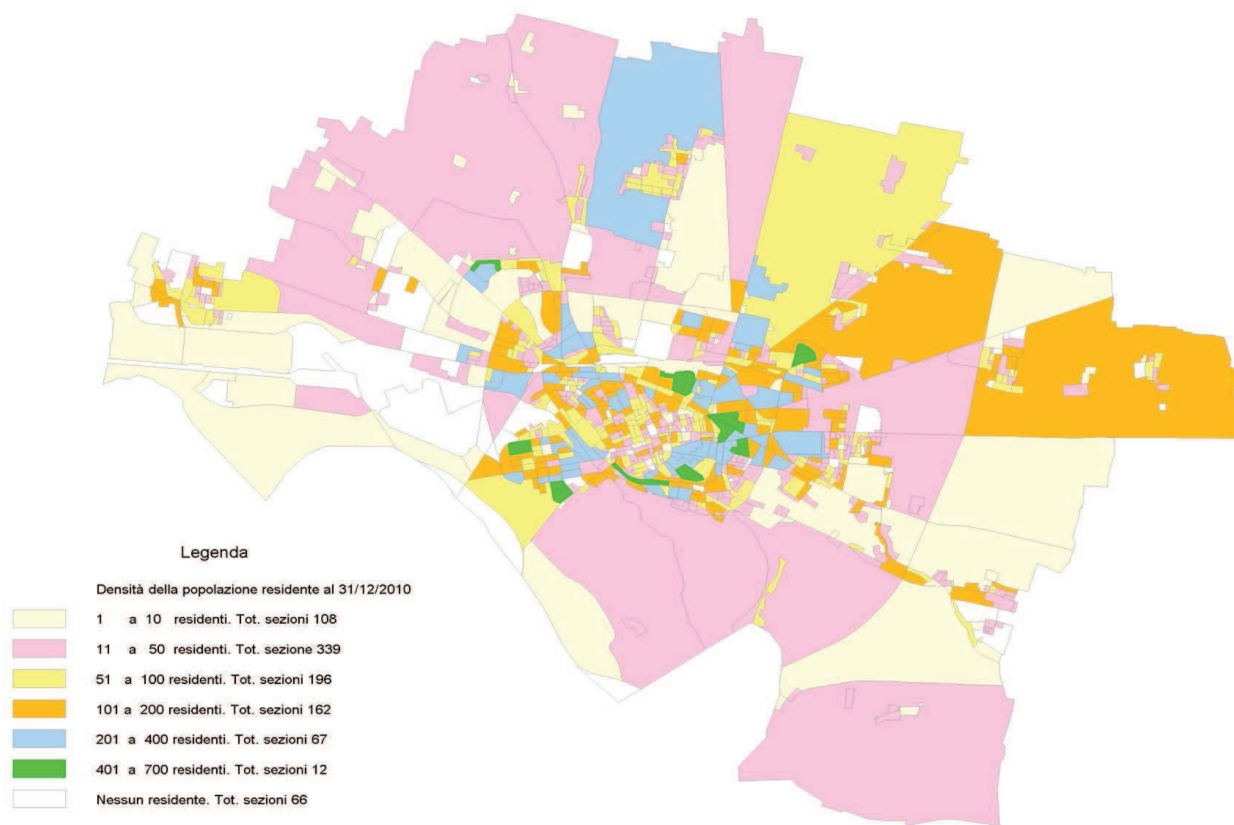 Legenda
Densità della popolazione residente al 31/12/2010
1 a 10 residenti. Tot. sezioni 108
11 a 50 residenti. Tot. sezione 339
51 a 100 residenti. Tot. sezioni 196
101 a 200 residenti. Tot. sezioni 162
201 a 400 residenti. Tot. sezioni 67
401 a 700 residenti. Tot. sezioni 12
Nessun residente. Tot. sezioni 66